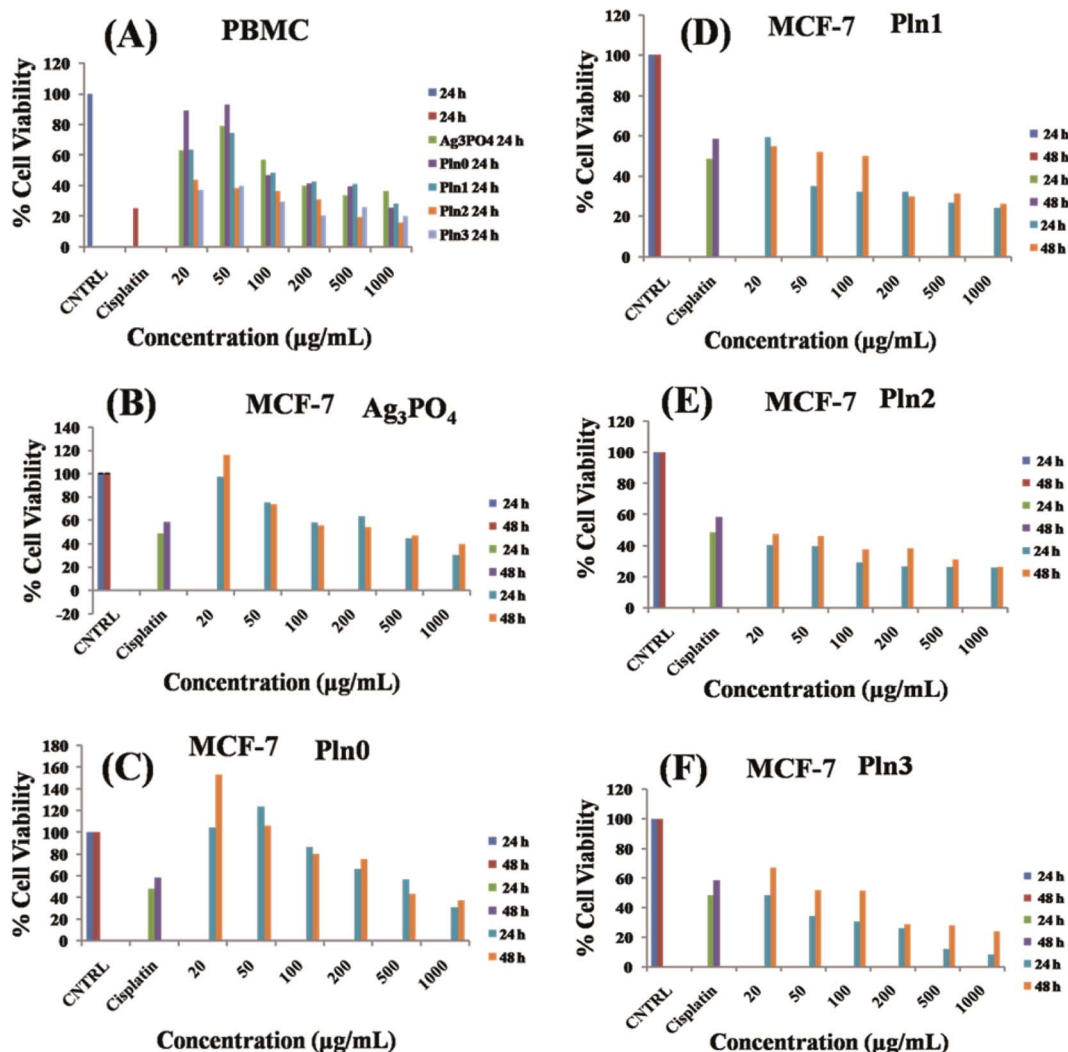 (A)
PBMC
% Cell Viability
120
100
80
60
40
20
0
CNTRL
Cisplatin
20
50
100
200
500
1000
Concentration (µg/mL)
24 h
24 h
Ag3PO4 24 h
Pln0 24 h
Pln1 24 h
Pln2 24 h
Pln3 24 h
(B)
MCF-7 Ag₃PO₄
% Cell Viability
140
120
100
80
60
40
20
0
-20
CNTRL
Cisplatin
20
50
100
200
500
1000
Concentration (µg/mL)
24 h
48 h
24 h
48 h
24 h
48 h
(C)
MCF-7 Pln0
% Cell Viability
180
160
140
120
100
80
60
40
20
0
CNTRL
Cisplatin
20
50
100
200
500
1000
Concentration (µg/mL)
24 h
48 h
24 h
48 h
24 h
48 h
(D)
MCF-7 Pln1
% Cell Viability
120
100
80
60
40
20
0
CNTRL
Cisplatin
20
50
100
200
500
1000
Concentration (µg/mL)
24 h
48 h
24 h
48 h
24 h
48 h
(E)
MCF-7 Pln2
% Cell Viability
120
100
80
60
40
20
0
CNTRL
Cisplatin
20
50
100
200
500
1000
Concentration (µg/mL)
24 h
48 h
24 h
48 h
24 h
48 h
(F)
MCF-7 Pln3
% Cell Viability
120
100
80
60
40
20
0
CNTRL
Cisplatin
20
50
100
200
500
1000
Concentration (µg/mL)
24 h
48 h
24 h
48 h
24 h
48 h